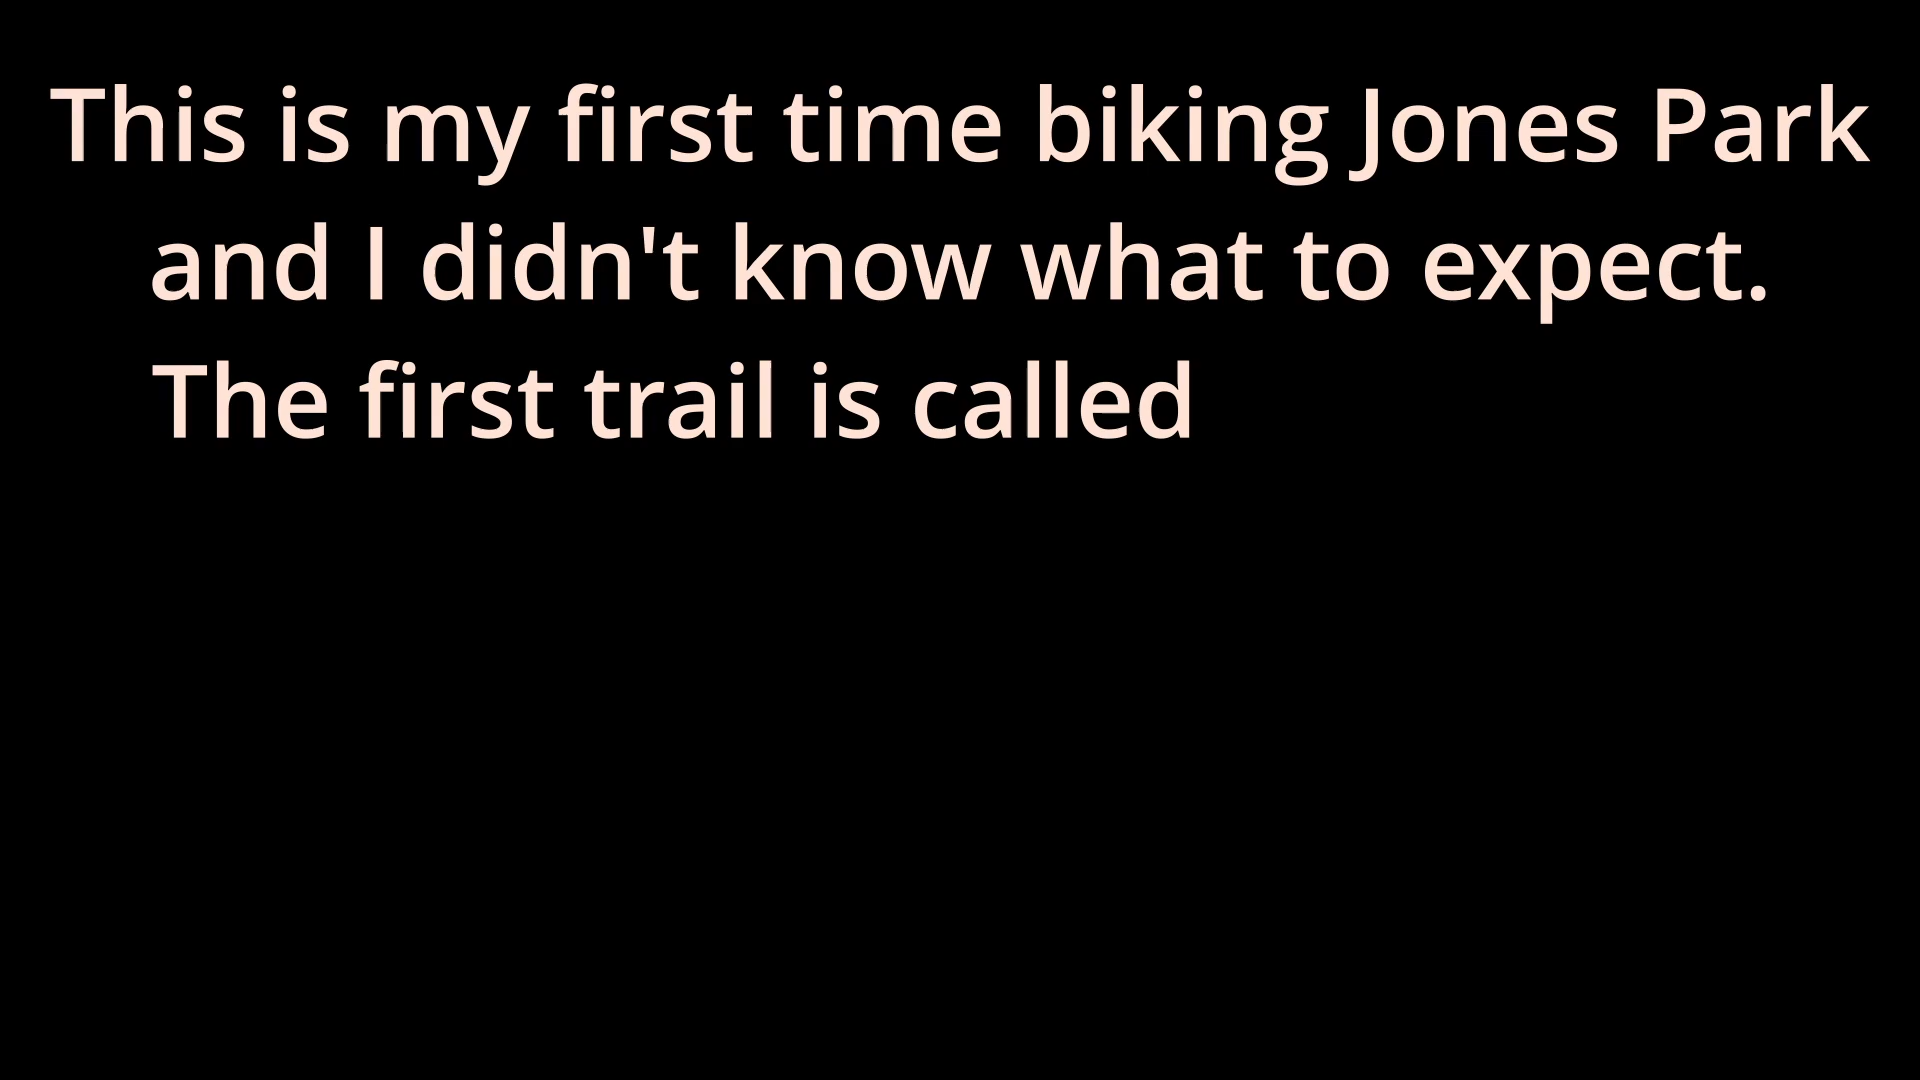 This is my first time biking Jones Park
and I didn't know what to expect.
The first trail is called